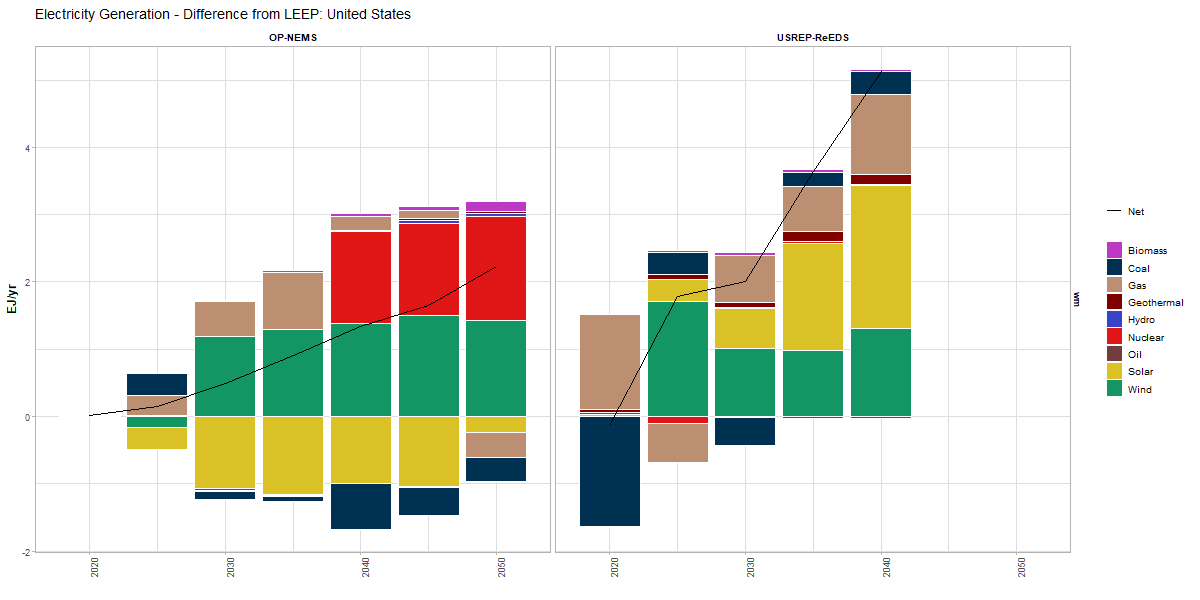 Electricity Generation - Difference from LEEP: United States
OP-NEMS
USREP-ReEDS
EJ/yr
4
2
0
-2
2020
2030
2040
2050
2020
2030
2040
2050
wm
Net
Biomass
Coal
Gas
Geothermal
Hydro
Nuclear
Oil
Solar
Wind